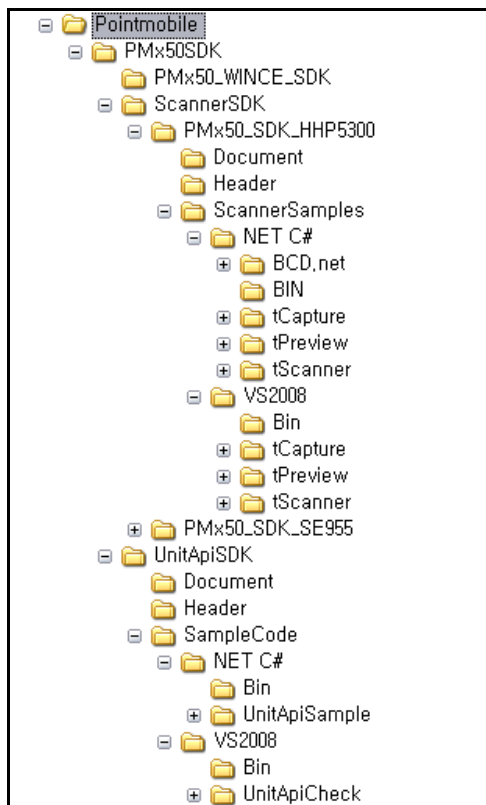 Pointmobile
PMx50SDK
PMx50_WINCE_SDK
ScannerSDK
PMx50_SDK_HHP5300
Document
Header
ScannerSamples
NET C#
BCD.net
BIN
tCapture
tPreview
tScanner
VS2008
Bin
tCapture
tPreview
tScanner
PMx50_SDK_SE955
UnitApiSDK
Document
Header
SampleCode
NET C#
Bin
UnitApiSample
VS2008
Bin
UnitApiCheck